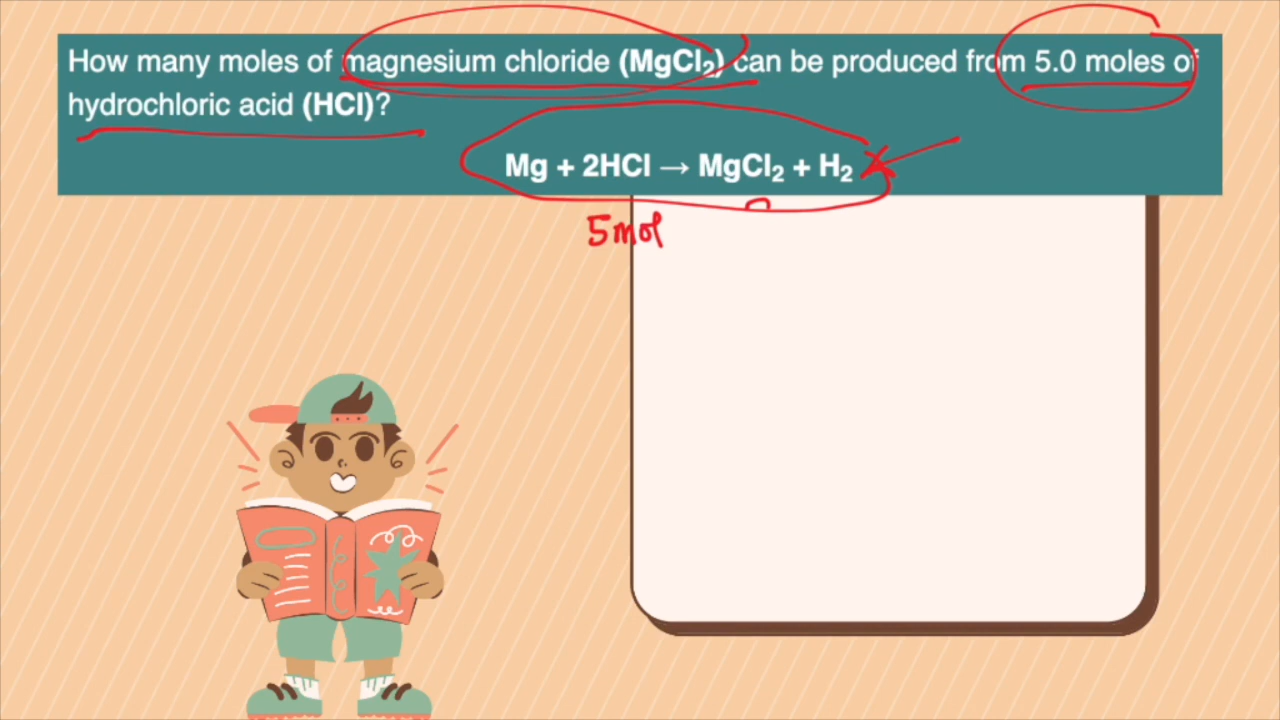 How many moles of magnesium chloride (MgCl₂) can be produced from 5.0 moles of
hydrochloric acid (HCl)?
Mg + 2HCl → MgCl₂ + H₂
5mol